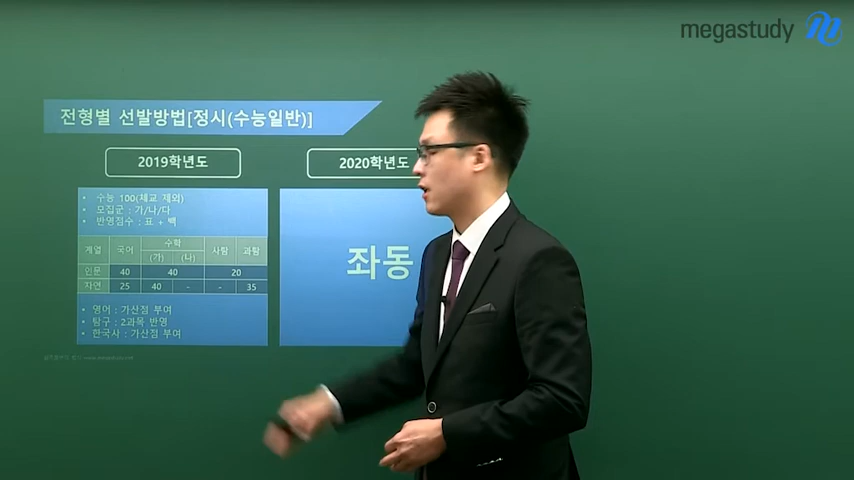 megastudy
전형별 선발방법[정시(수능일반)]
2019학년도
2020학년도
• 수능 100(체교 제외)
• 모집군 : 가/나/다
• 반영점수 : 표 + 백
계열 국어 수학 사탐 과탐
(가) (나)
인문 40 40 20
자연 25 40 - - 35
• 영어 : 가산점 부여
• 탐구 : 2과목 반영
• 한국사 : 가산점 부여
좌동